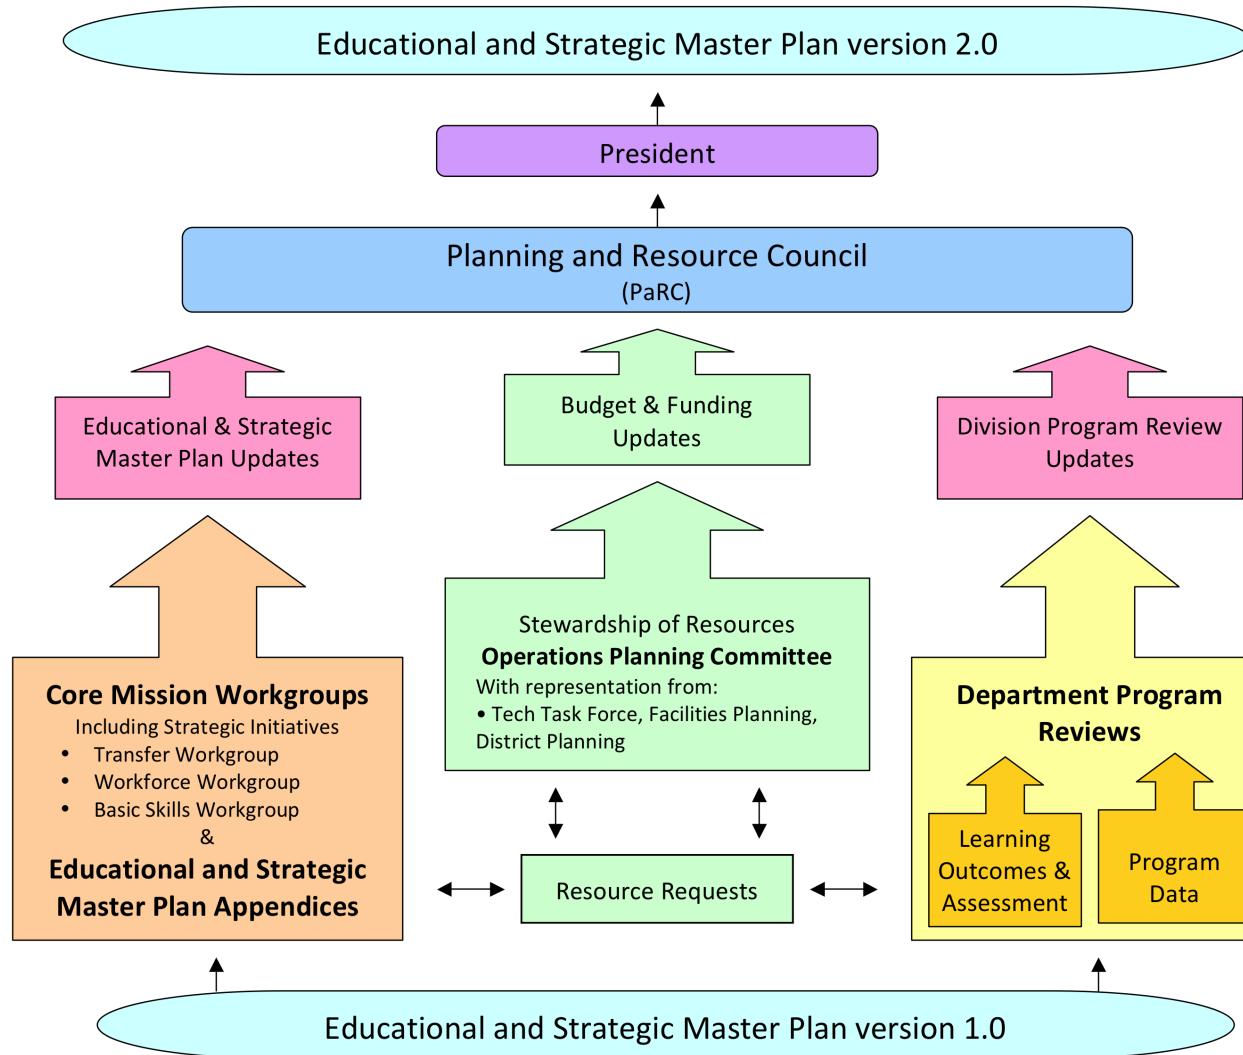 Educational and Strategic Master Plan version 2.0
President
Planning and Resource Council
(PaRC)
Educational & Strategic
Master Plan Updates
Budget & Funding
Updates
Division Program Review
Updates
Core Mission Workgroups
Including Strategic Initiatives
• Transfer Workgroup
• Workforce Workgroup
• Basic Skills Workgroup
&
Educational and Strategic
Master Plan Appendices
Stewardship of Resources
Operations Planning Committee
With representation from:
• Tech Task Force, Facilities Planning,
District Planning
Resource Requests
Department Program
Reviews
Learning
Outcomes &
Assessment
Program
Data
Educational and Strategic Master Plan version 1.0